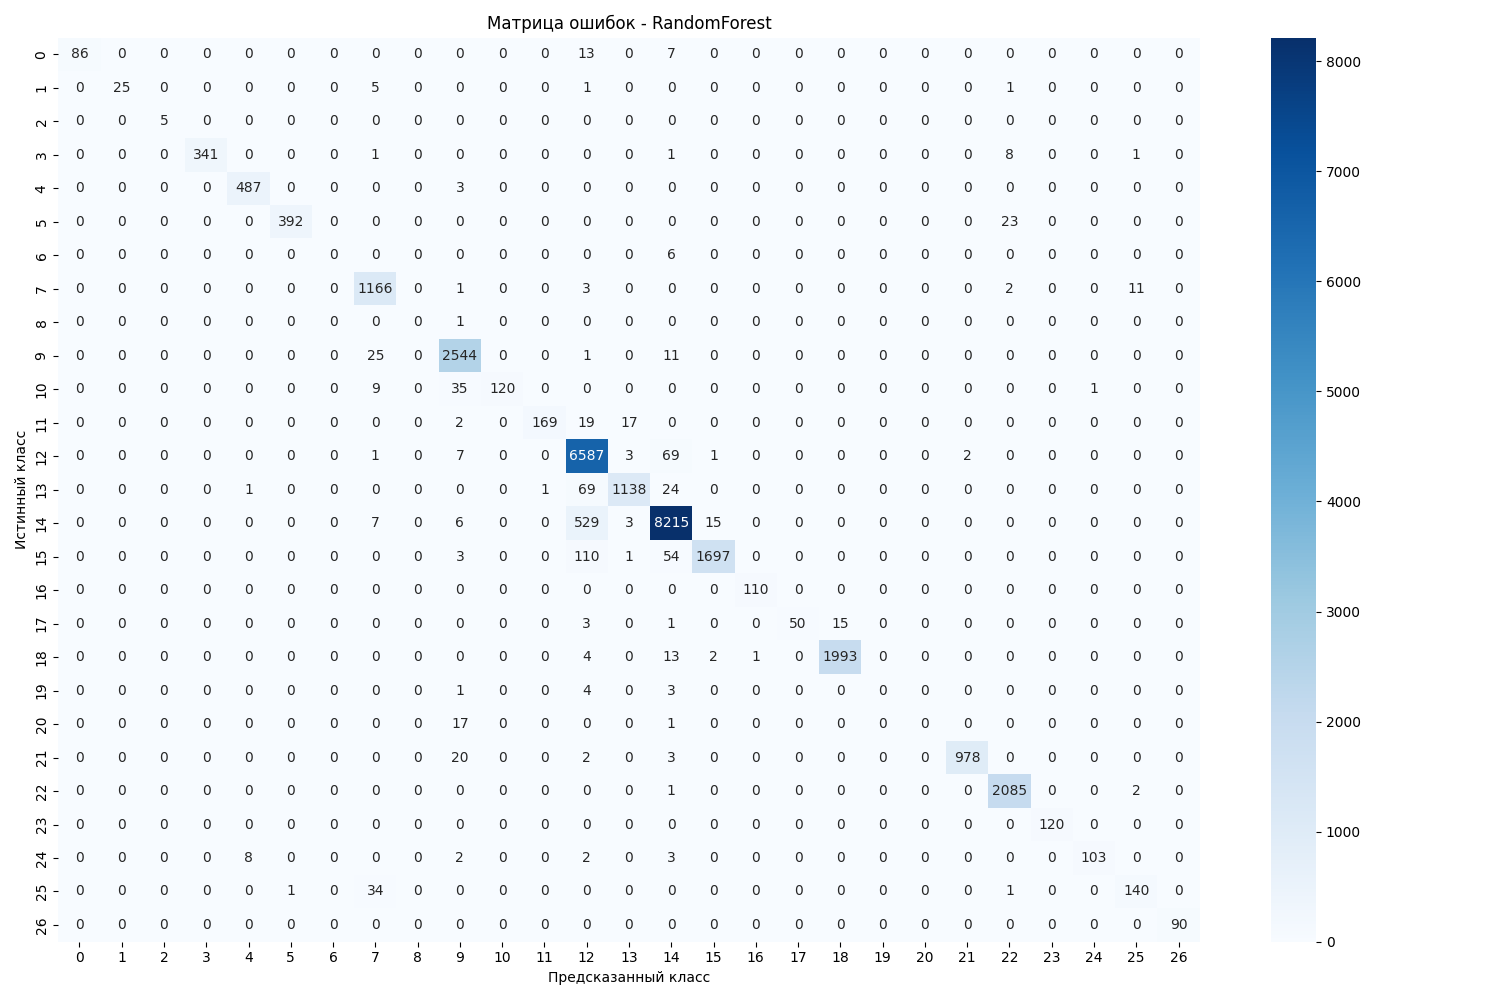 Матрица ошибок - RandomForest
0 86 0 0 0 0 0 0 0 0 0 0 0 13 0 7 0 0 0 0 0 0 0 0 0 0 0 0
1 0 25 0 0 0 0 0 5 0 0 0 0 1 0 0 0 0 0 0 0 0 0 1 0 0 0 0
2 0 0 5 0 0 0 0 0 0 0 0 0 0 0 0 0 0 0 0 0 0 0 0 0 0 0 0
3 0 0 0 341 0 0 0 1 0 0 0 0 0 0 1 0 0 0 0 0 0 0 8 0 0 1 0
4 0 0 0 0 487 0 0 0 0 3 0 0 0 0 0 0 0 0 0 0 0 0 0 0 0 0 0
5 0 0 0 0 0 392 0 0 0 0 0 0 0 0 0 0 0 0 0 0 0 0 23 0 0 0 0
6 0 0 0 0 0 0 0 0 0 0 0 0 0 0 6 0 0 0 0 0 0 0 0 0 0 0 0
7 0 0 0 0 0 0 0 1166 0 1 0 0 3 0 0 0 0 0 0 0 0 0 2 0 0 11 0
8 0 0 0 0 0 0 0 0 0 1 0 0 0 0 0 0 0 0 0 0 0 0 0 0 0 0 0
9 0 0 0 0 0 0 0 25 0 2544 0 0 1 0 11 0 0 0 0 0 0 0 0 0 0 0 0
10 0 0 0 0 0 0 0 9 0 35 120 0 0 0 0 0 0 0 0 0 0 0 0 0 1 0 0
11 0 0 0 0 0 0 0 0 0 2 0 169 19 17 0 0 0 0 0 0 0 0 0 0 0 0 0
12 0 0 0 0 0 0 0 1 0 7 0 0 6587 3 69 1 0 0 0 0 0 2 0 0 0 0 0
13 0 0 0 0 1 0 0 0 0 0 0 1 69 1138 24 0 0 0 0 0 0 0 0 0 0 0 0
14 0 0 0 0 0 0 0 7 0 6 0 0 529 3 8215 15 0 0 0 0 0 0 0 0 0 0 0
15 0 0 0 0 0 0 0 0 0 3 0 0 110 1 54 1697 0 0 0 0 0 0 0 0 0 0 0
16 0 0 0 0 0 0 0 0 0 0 0 0 0 0 0 0 110 0 0 0 0 0 0 0 0 0 0
17 0 0 0 0 0 0 0 0 0 0 0 0 3 0 1 0 0 50 15 0 0 0 0 0 0 0 0
18 0 0 0 0 0 0 0 0 0 0 0 0 4 0 13 2 1 0 1993 0 0 0 0 0 0 0 0
19 0 0 0 0 0 0 0 0 0 1 0 0 4 0 3 0 0 0 0 0 0 0 0 0 0 0 0
20 0 0 0 0 0 0 0 0 0 17 0 0 0 0 1 0 0 0 0 0 0 0 0 0 0 0 0
21 0 0 0 0 0 0 0 0 0 20 0 0 2 0 3 0 0 0 0 0 0 978 0 0 0 0 0
22 0 0 0 0 0 0 0 0 0 0 0 0 0 0 1 0 0 0 0 0 0 0 2085 0 0 2 0
23 0 0 0 0 0 0 0 0 0 0 0 0 0 0 0 0 0 0 0 0 0 0 0 120 0 0 0
24 0 0 0 0 8 0 0 0 0 2 0 0 2 0 3 0 0 0 0 0 0 0 0 0 103 0 0
25 0 0 0 0 0 1 0 34 0 0 0 0 0 0 0 0 0 0 0 0 0 0 1 0 0 140 0
26 0 0 0 0 0 0 0 0 0 0 0 0 0 0 0 0 0 0 0 0 0 0 0 0 0 0 90
0 1 2 3 4 5 6 7 8 9 10 11 12 13 14 15 16 17 18 19 20 21 22 23 24 25 26
Предсказанный класс
Истинный класс
8000
7000
6000
5000
4000
3000
2000
1000
0